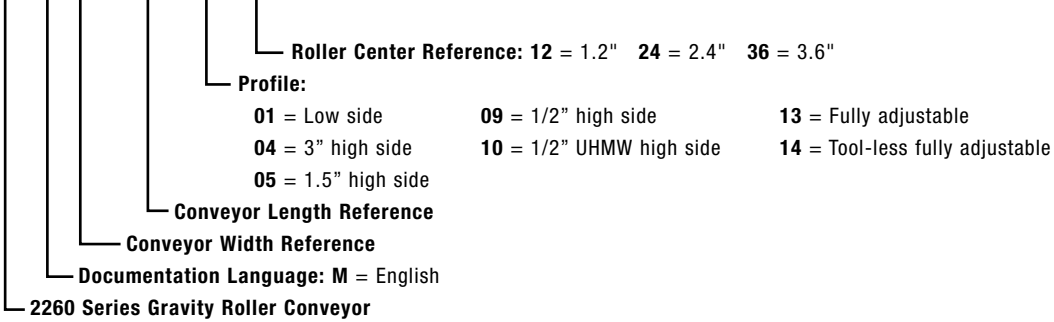 Roller Center Reference: 12 = 1.2" 24 = 2.4" 36 = 3.6"
Profile:
01 = Low side 09 = 1/2” high side 13 = Fully adjustable
04 = 3” high side 10 = 1/2” UHMW high side 14 = Tool-less fully adjustable
05 = 1.5” high side
Conveyor Length Reference
Conveyor Width Reference
Documentation Language: M = English
2260 Series Gravity Roller Conveyor